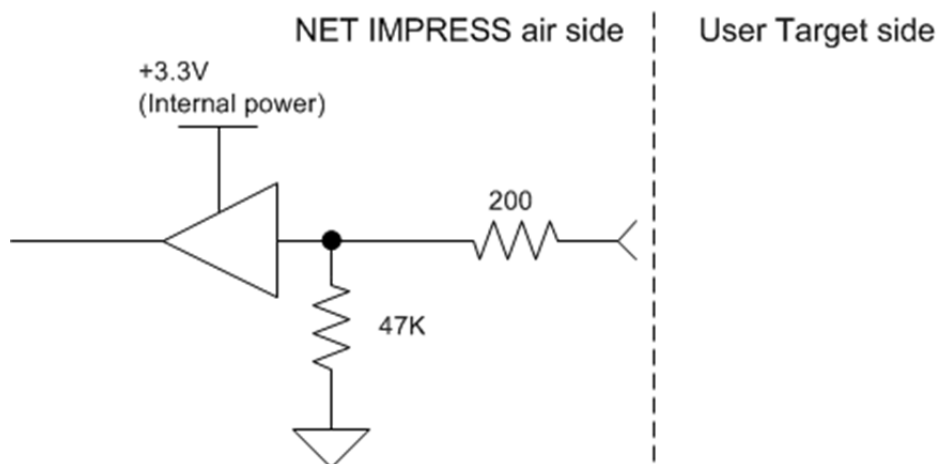 NET IMPRESS air side
User Target side
+3.3V
(Internal power)
200
47K